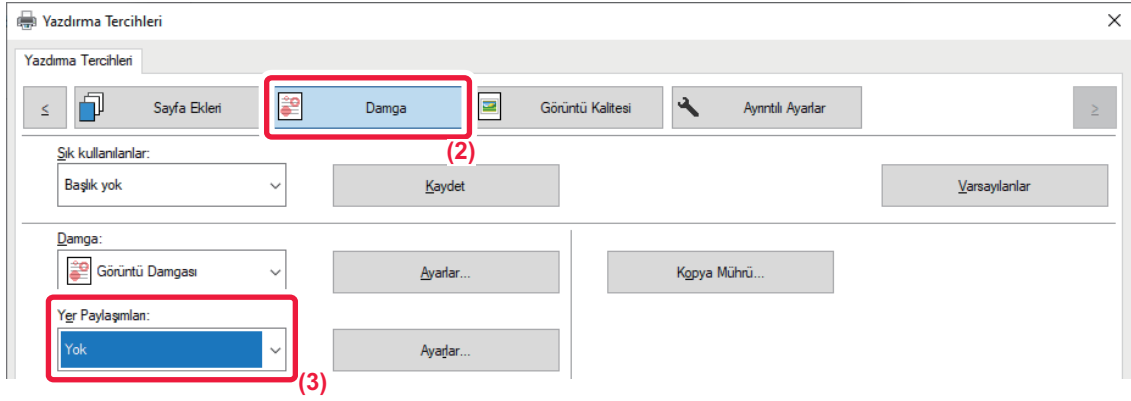 Yazdırma Tercihleri
Yazdırma Tercihleri
< Sayfa Ekleri Damga Görüntü Kalitesi Ayrıntılı Ayarlar >
(2)
Sık kullanılanlar:
Başlık yok Kaydet Varsayılanlar
Damga:
Görüntü Damgası Ayarlar... Kopya Mührü...
Yer Paylaşımları:
Yok Ayarlar...
(3)